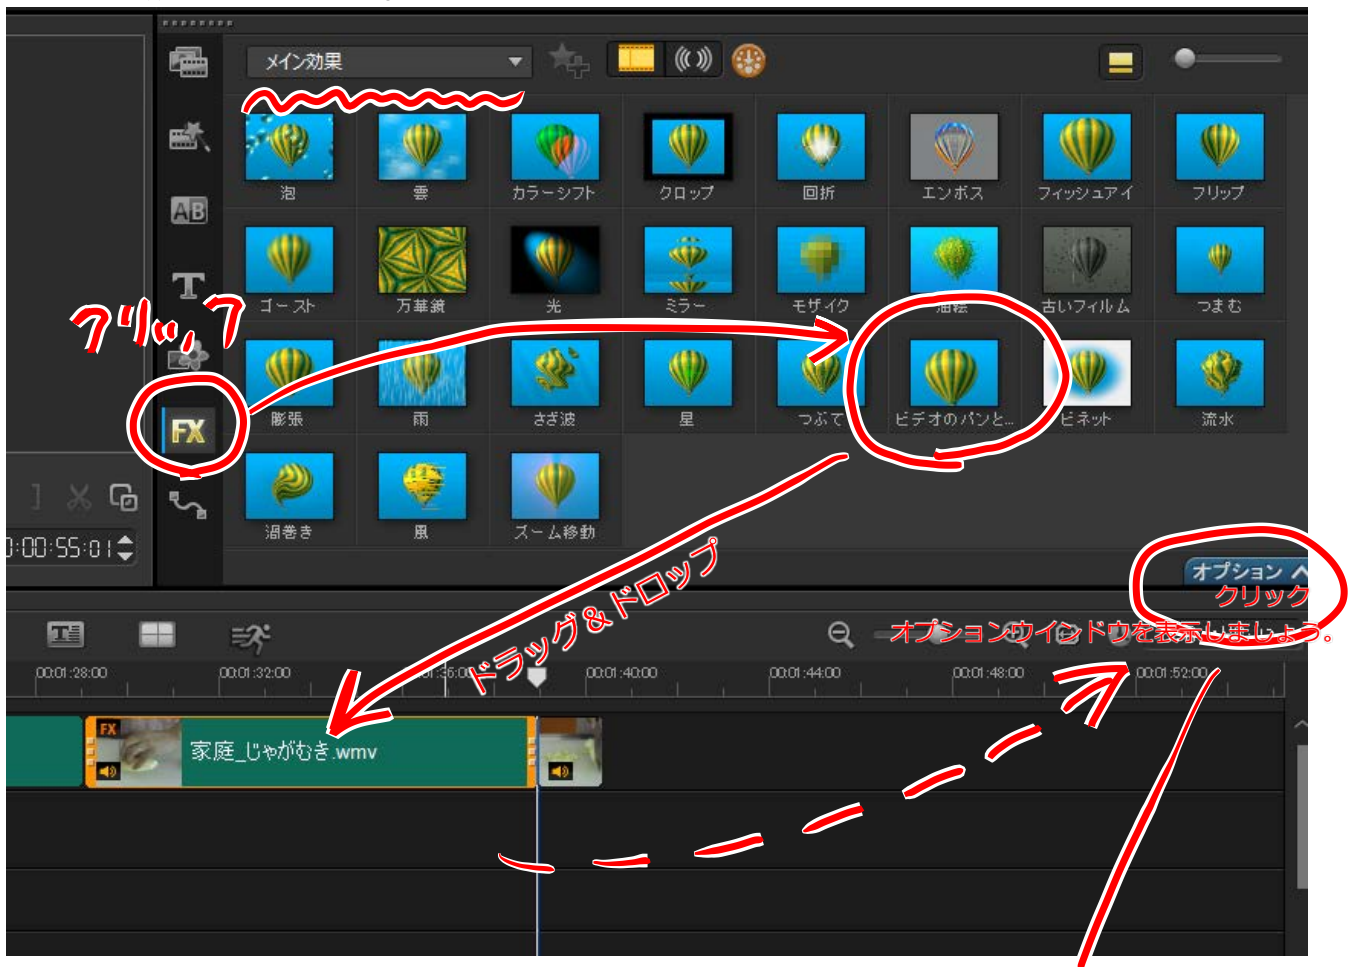 メイン効果
泡 雲 カラーシフト クロップ 回折 エンボス フィッシュアイ フリップ
AB
T
ゴースト 万華鏡 光 ミラー モザイク 油絵 古いフィルム つまむ
クリック
膨張 雨 さざ波 星 つぶて ビデオのパンと... ビネット 流水
FX
渦巻き 風 ズーム移動
0:00:55:01
オプション
クリック
ドラッグ&ドロップ
オプションウインドウを表示しましょう。
00:01:28:00 00:01:32:00 00:01:36:00 00:01:40:00 00:01:44:00 00:01:48:00 00:01:52:00
FX
家庭_じゃがむき.wmv